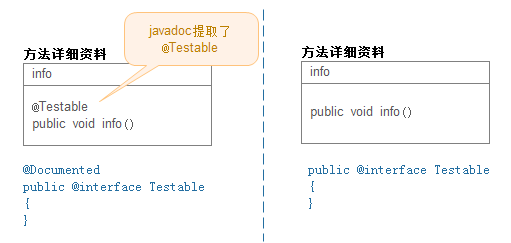 javadoc提取了
@Testable
方法详细资料
info
@Testable
public void info()
@Documented
public @interface Testable
{
}
方法详细资料
info
public void info()
public @interface Testable
{
}